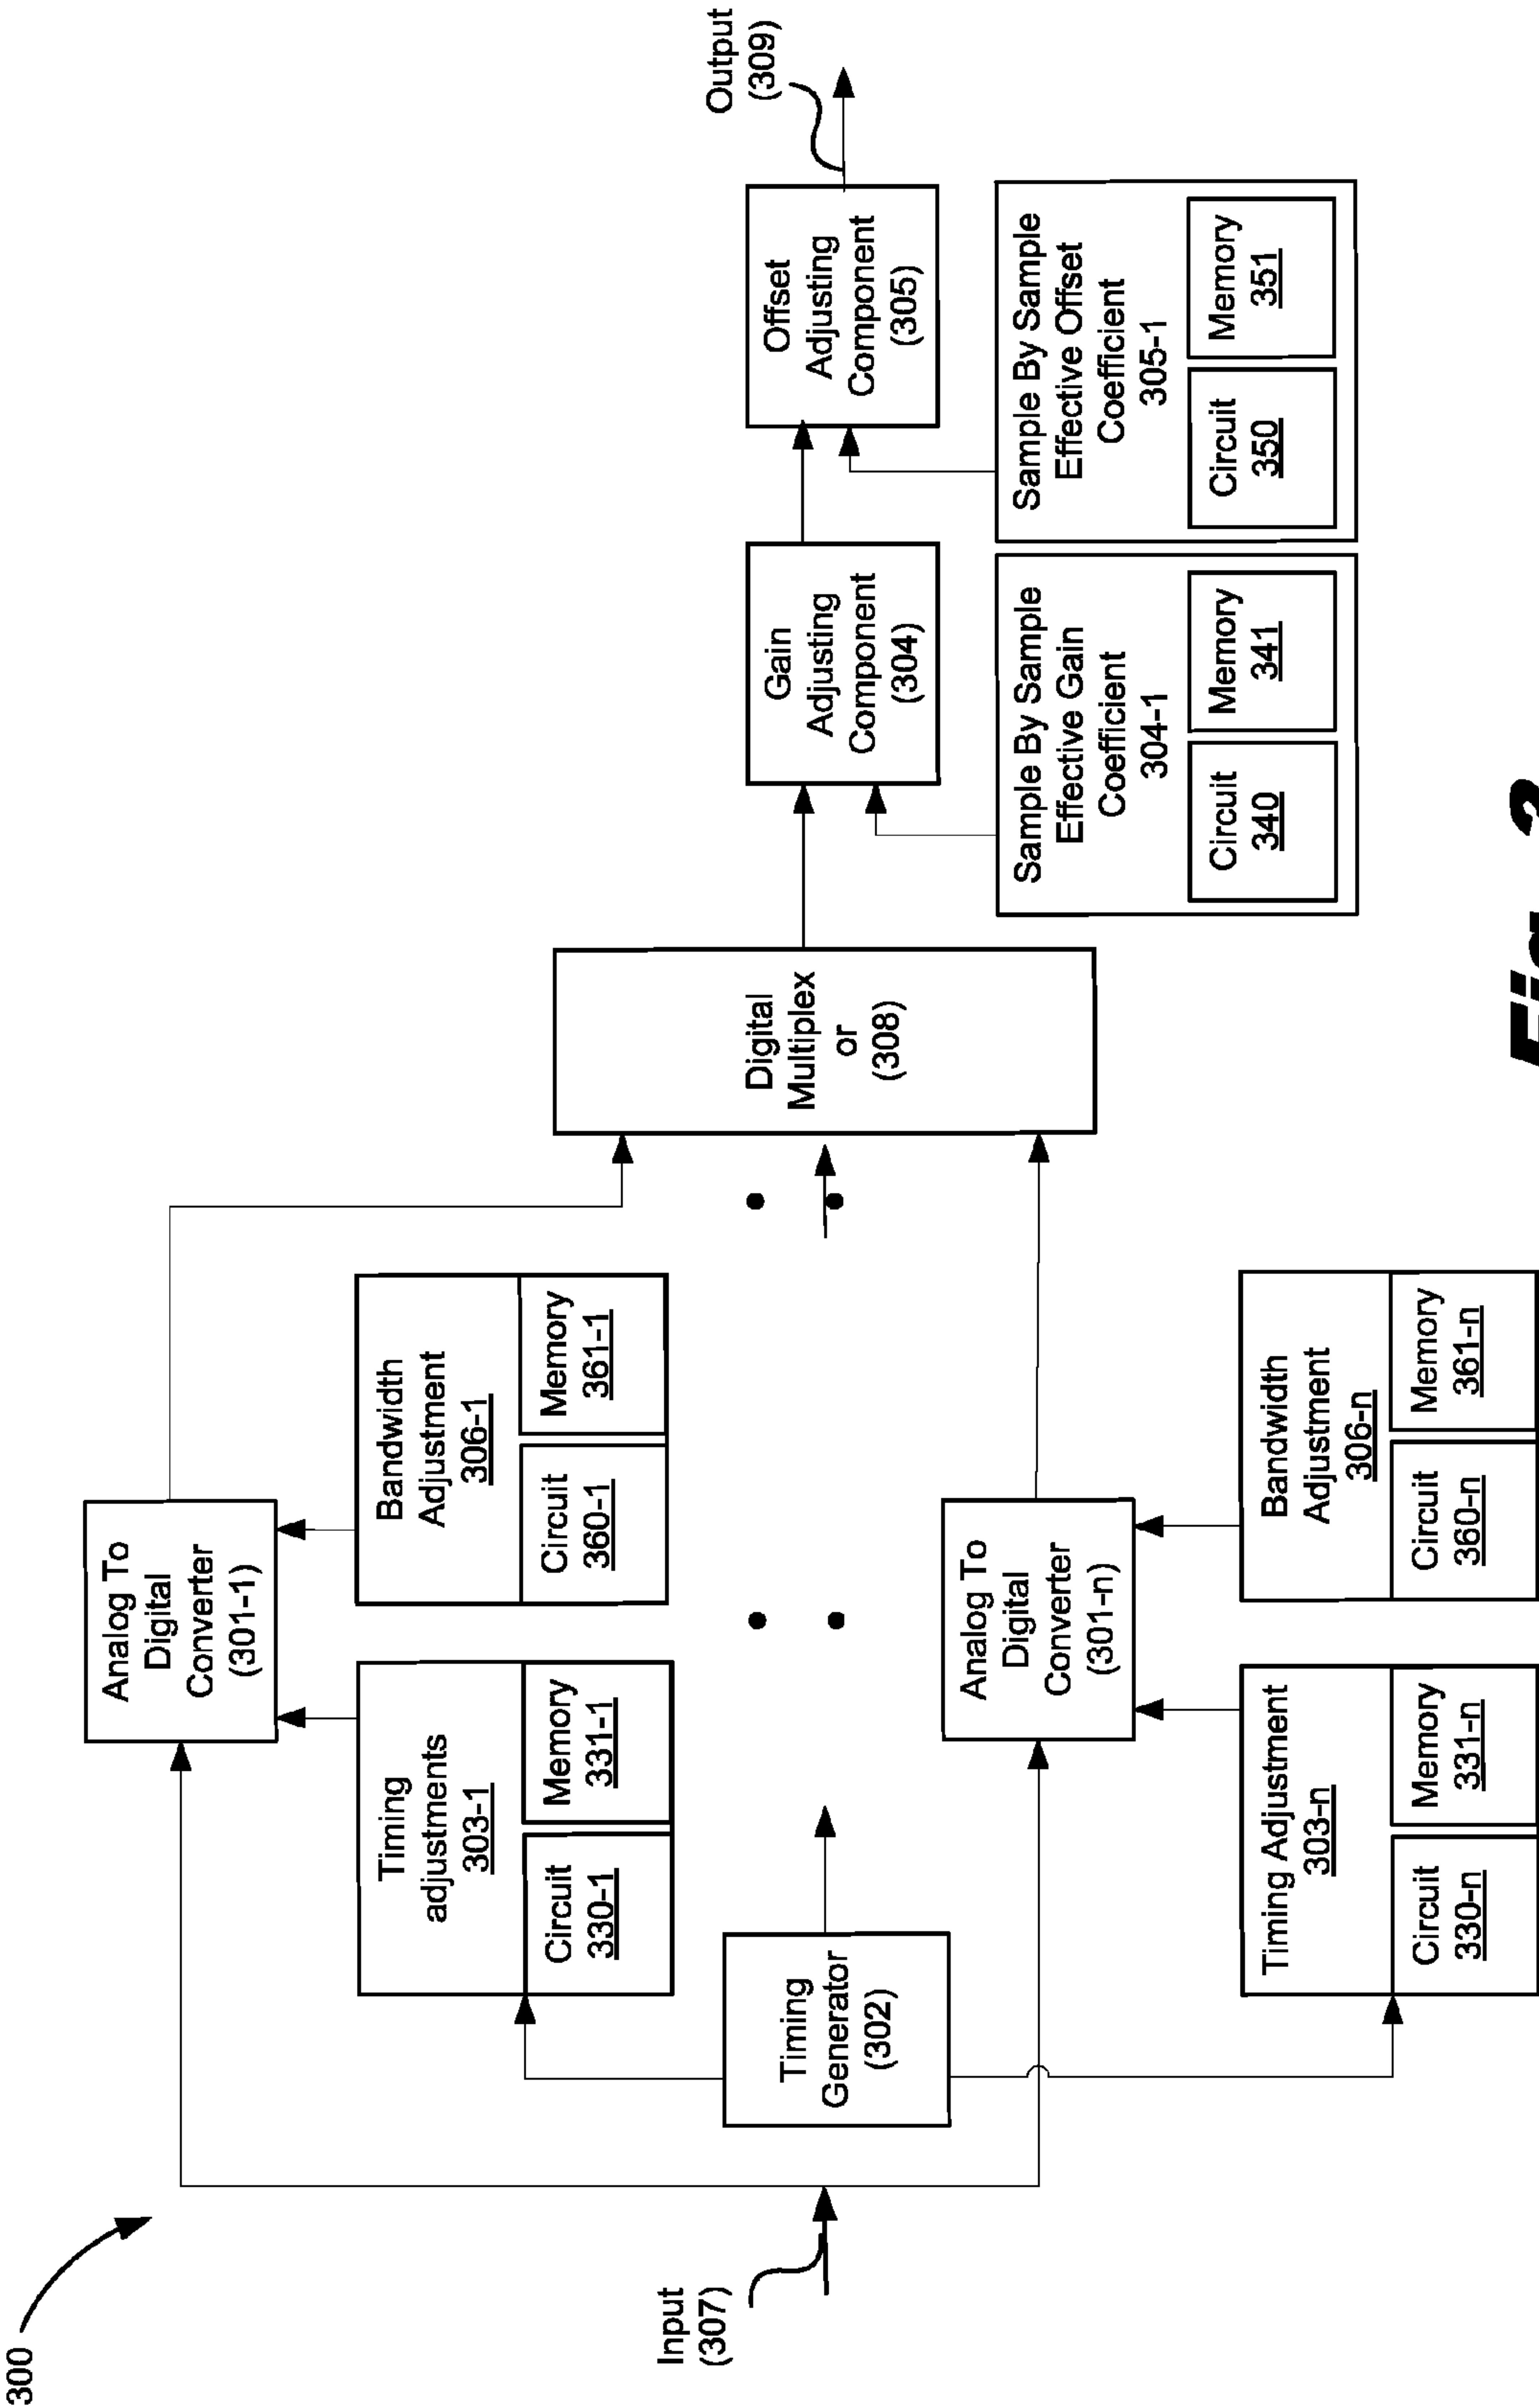 300
Input
(307)
Timing
Generator
(302)
Timing
adjustments
303-1
Circuit
330-1
Memory
331-1
Analog To
Digital
Converter
(301-1)
Bandwidth
Adjustment
306-1
Circuit
360-1
Memory
361-1
Timing Adjustment
303-n
Circuit
330-n
Memory
331-n
Analog To
Digital
Converter
(301-n)
Bandwidth
Adjustment
306-n
Circuit
360-n
Memory
361-n
Digital
Multiplex
or
(308)
Gain
Adjusting
Component
(304)
Sample By Sample
Effective Gain
Coefficient
304-1
Circuit
340
Memory
341
Offset
Adjusting
Component
(305)
Sample By Sample
Effective Offset
Coefficient
305-1
Circuit
350
Memory
351
Output
(309)